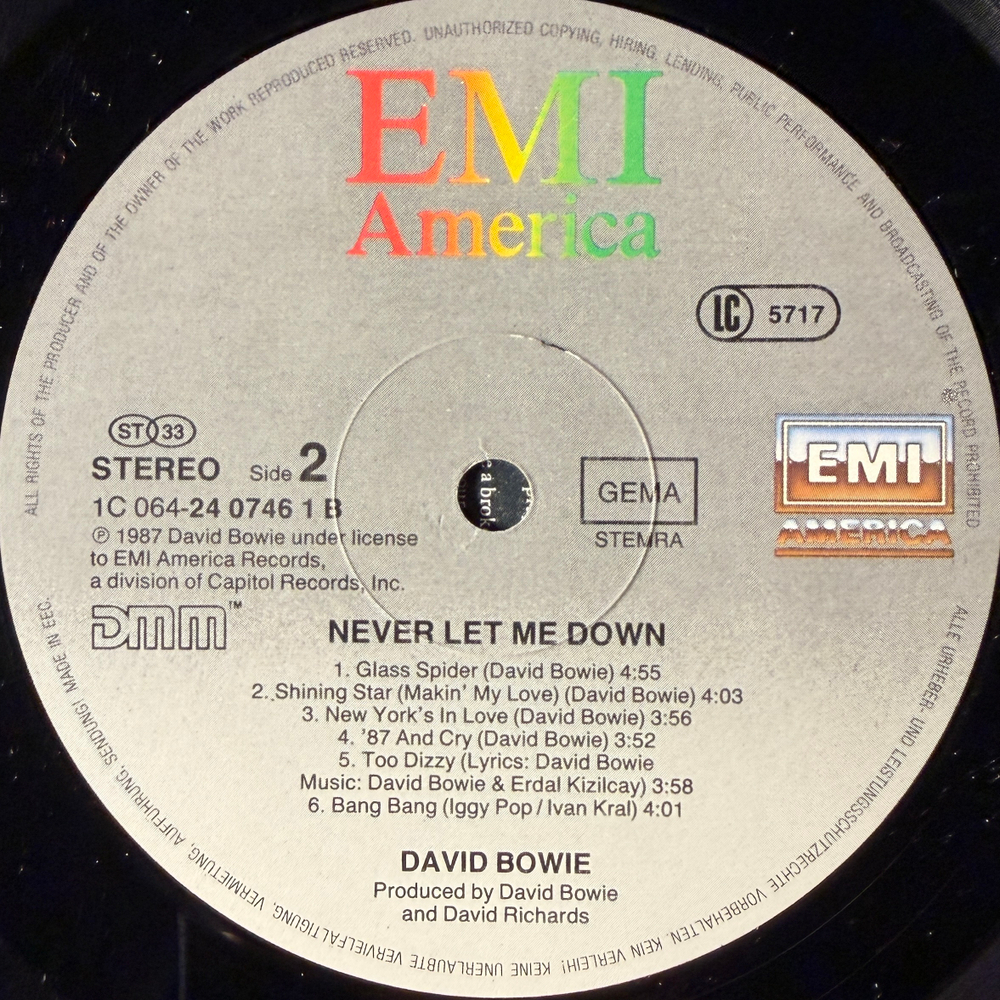 ALL RIGHTS OF THE PRODUCER AND OF THE OWNER OF THE WORK REPRODUCED RESERVED. UNAUTHORIZED COPYING, HIRING, LENDING, PUBLIC PERFORMANCE AND BROADCASTING OF THE RECORD PROHIBITED
EMI
America
LC 5717
ST 33
STEREO Side 2
1C 064-24 0746 1 B
℗ 1987 David Bowie under license
to EMI America Records,
a division of Capitol Records, Inc.
DMM™
GEMA
STEMRA
EMI
AMERICA
a brok
NEVER LET ME DOWN
1. Glass Spider (David Bowie) 4:55
2. Shining Star (Makin' My Love) (David Bowie) 4:03
3. New York's In Love (David Bowie) 3:56
4. '87 And Cry (David Bowie) 3:52
5. Too Dizzy (Lyrics: David Bowie
Music: David Bowie & Erdal Kizilcay) 3:58
6. Bang Bang (Iggy Pop / Ivan Kral) 4:01
DAVID BOWIE
Produced by David Bowie
and David Richards
ALLE URHEBER- UND LEISTUNGSSCHUTZRECHTE VORBEHALTEN. KEIN VERLEIH! KEINE UNERLAUBTE VERVIELFÄLTIGUNG, VERMIETUNG, AUFFÜHRUNG, SENDUNG! MADE IN EEC.